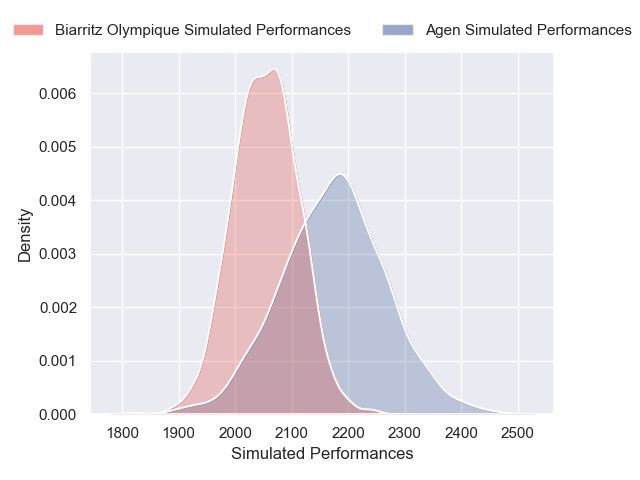 Biarritz Olympique Simulated Performances
Agen Simulated Performances
0.006
0.005
0.004
0.003
0.002
0.001
0.000
Density
1800 1900 2000 2100 2200 2300 2400 2500
Simulated Performances